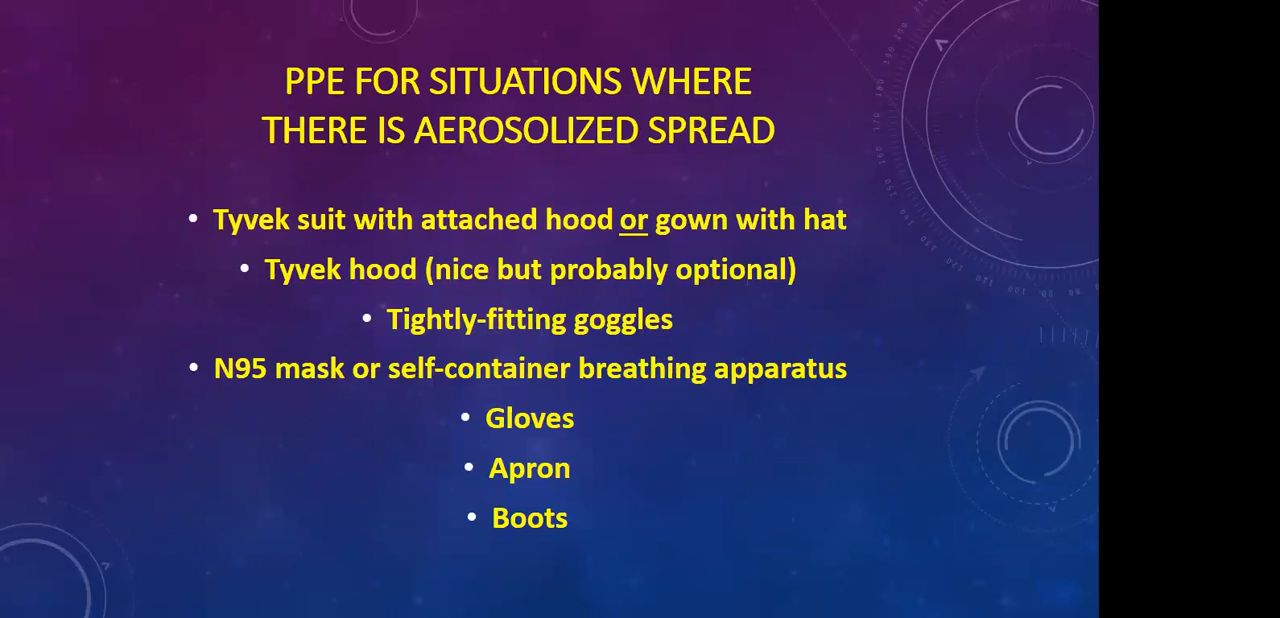 PPE FOR SITUATIONS WHERE
THERE IS AEROSOLIZED SPREAD
• Tyvek suit with attached hood or gown with hat
• Tyvek hood (nice but probably optional)
• Tightly-fitting goggles
• N95 mask or self-container breathing apparatus
• Gloves
• Apron
• Boots